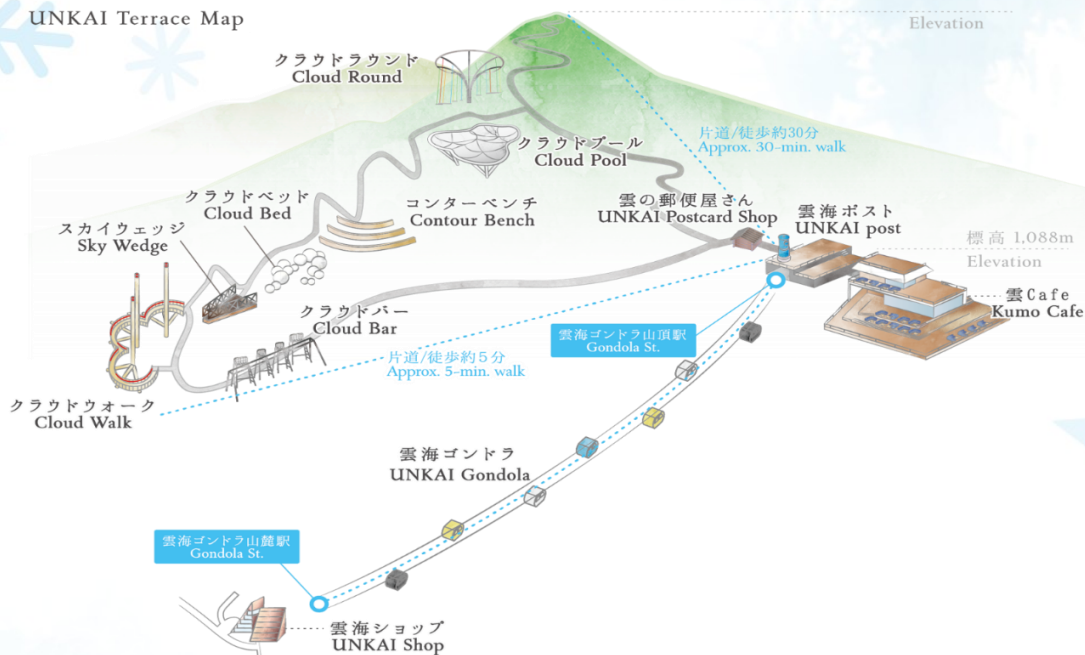 UNKAI Terrace Map
Elevation
クラウドラウンド
Cloud Round
片道/徒歩約30分
Approx. 30-min. walk
クラウドプール
Cloud Pool
クラウドベッド
Cloud Bed
コンターベンチ
Contour Bench
雲の郵便屋さん
UNKAI Postcard Shop
雲海ポスト
UNKAI post
スカイウェッジ
Sky Wedge
標高 1,088m
Elevation
雲Cafe
Kumo Cafe
クラウドバー
Cloud Bar
雲海ゴンドラ山頂駅
Gondola St.
片道/徒歩約5分
Approx. 5-min. walk
クラウドウォーク
Cloud Walk
雲海ゴンドラ
UNKAI Gondola
雲海ゴンドラ山麓駅
Gondola St.
雲海ショップ
UNKAI Shop